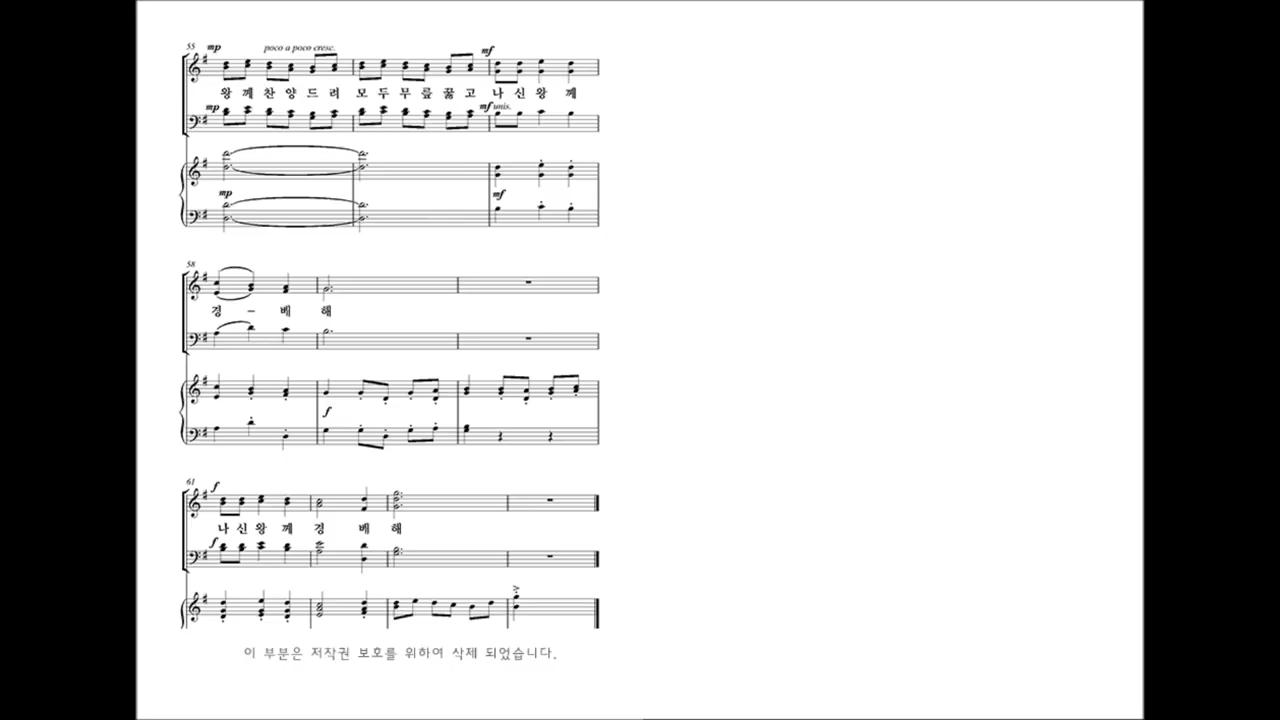 55 mp poco a poco cresc. mf
왕 께 찬 양 드 려 모 두 무 릎 꿇 고 나 신 왕 께
mp mf unis.
mp mf
58
경 – 배 해
f
61 f
나 신 왕 께 경 배 해
f
이 부분은 저작권 보호를 위하여 삭제 되었습니다.